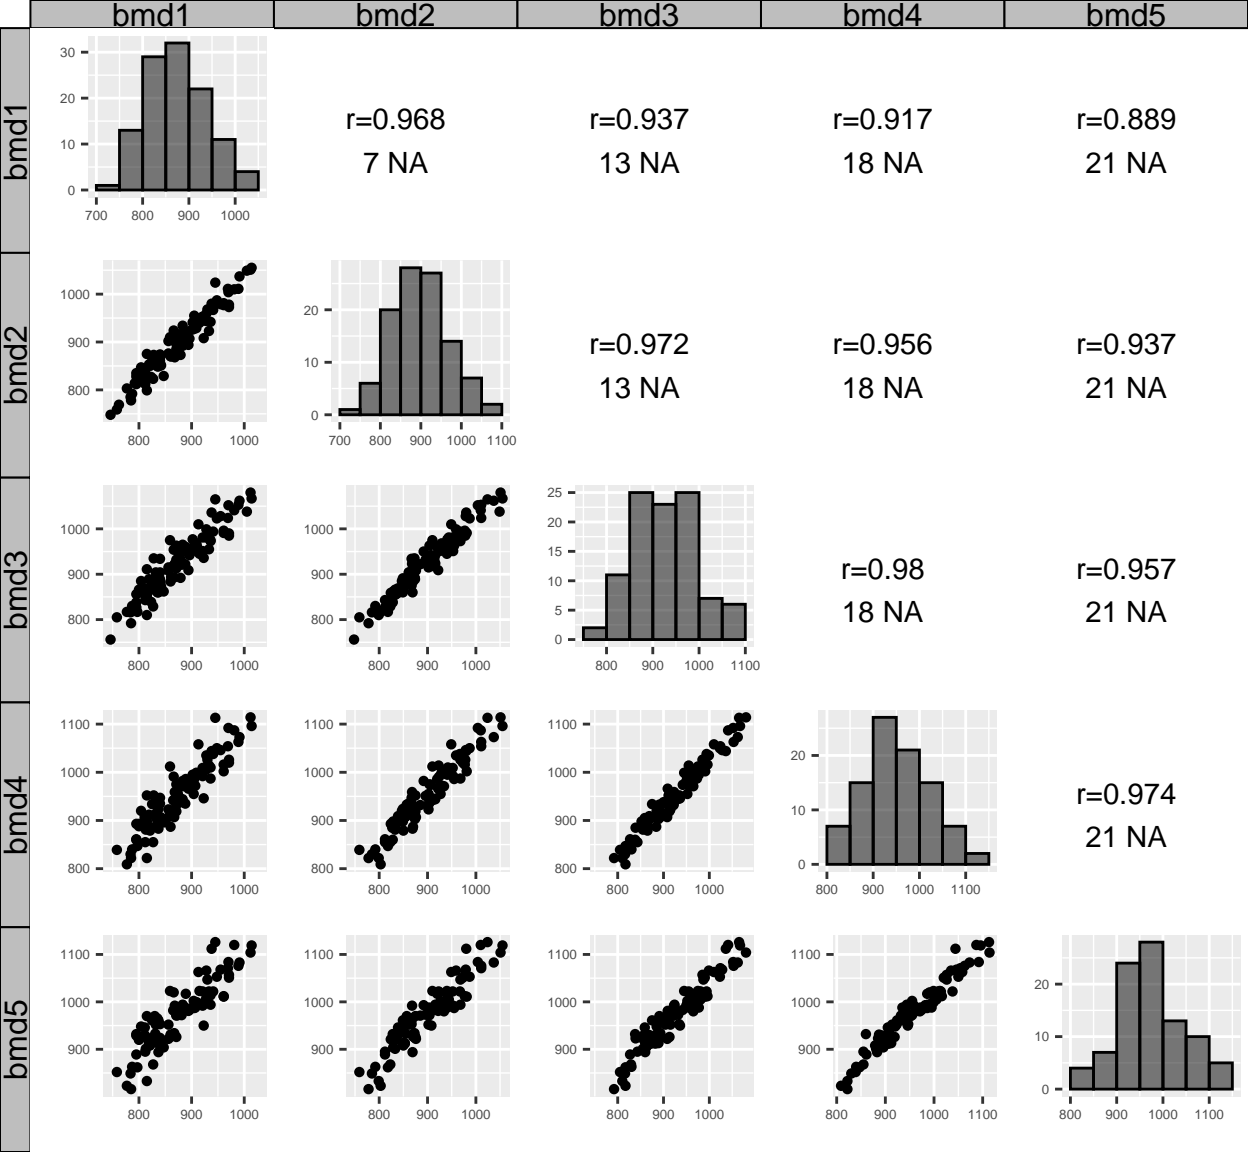 bmd1 bmd2 bmd3 bmd4 bmd5
bmd1
30
20
10
0
700 800 900 1000
r=0.968
7 NA
r=0.937
13 NA
r=0.917
18 NA
r=0.889
21 NA
bmd2
1000
900
800
800 900 1000
20
10
0
700 800 900 1000 1100
r=0.972
13 NA
r=0.956
18 NA
r=0.937
21 NA
bmd3
1000
900
800
800 900 1000
1000
900
800
800 900 1000
25
20
15
10
5
0
800 900 1000 1100
r=0.98
18 NA
r=0.957
21 NA
bmd4
1100
1000
900
800
800 900 1000
1100
1000
900
800
800 900 1000
1100
1000
900
800
800 900 1000
20
10
0
800 900 1000 1100
r=0.974
21 NA
bmd5
1100
1000
900
800 900 1000
1100
1000
900
800 900 1000
1100
1000
900
800 900 1000
1100
1000
900
800 900 1000 1100
20
10
0
800 900 1000 1100